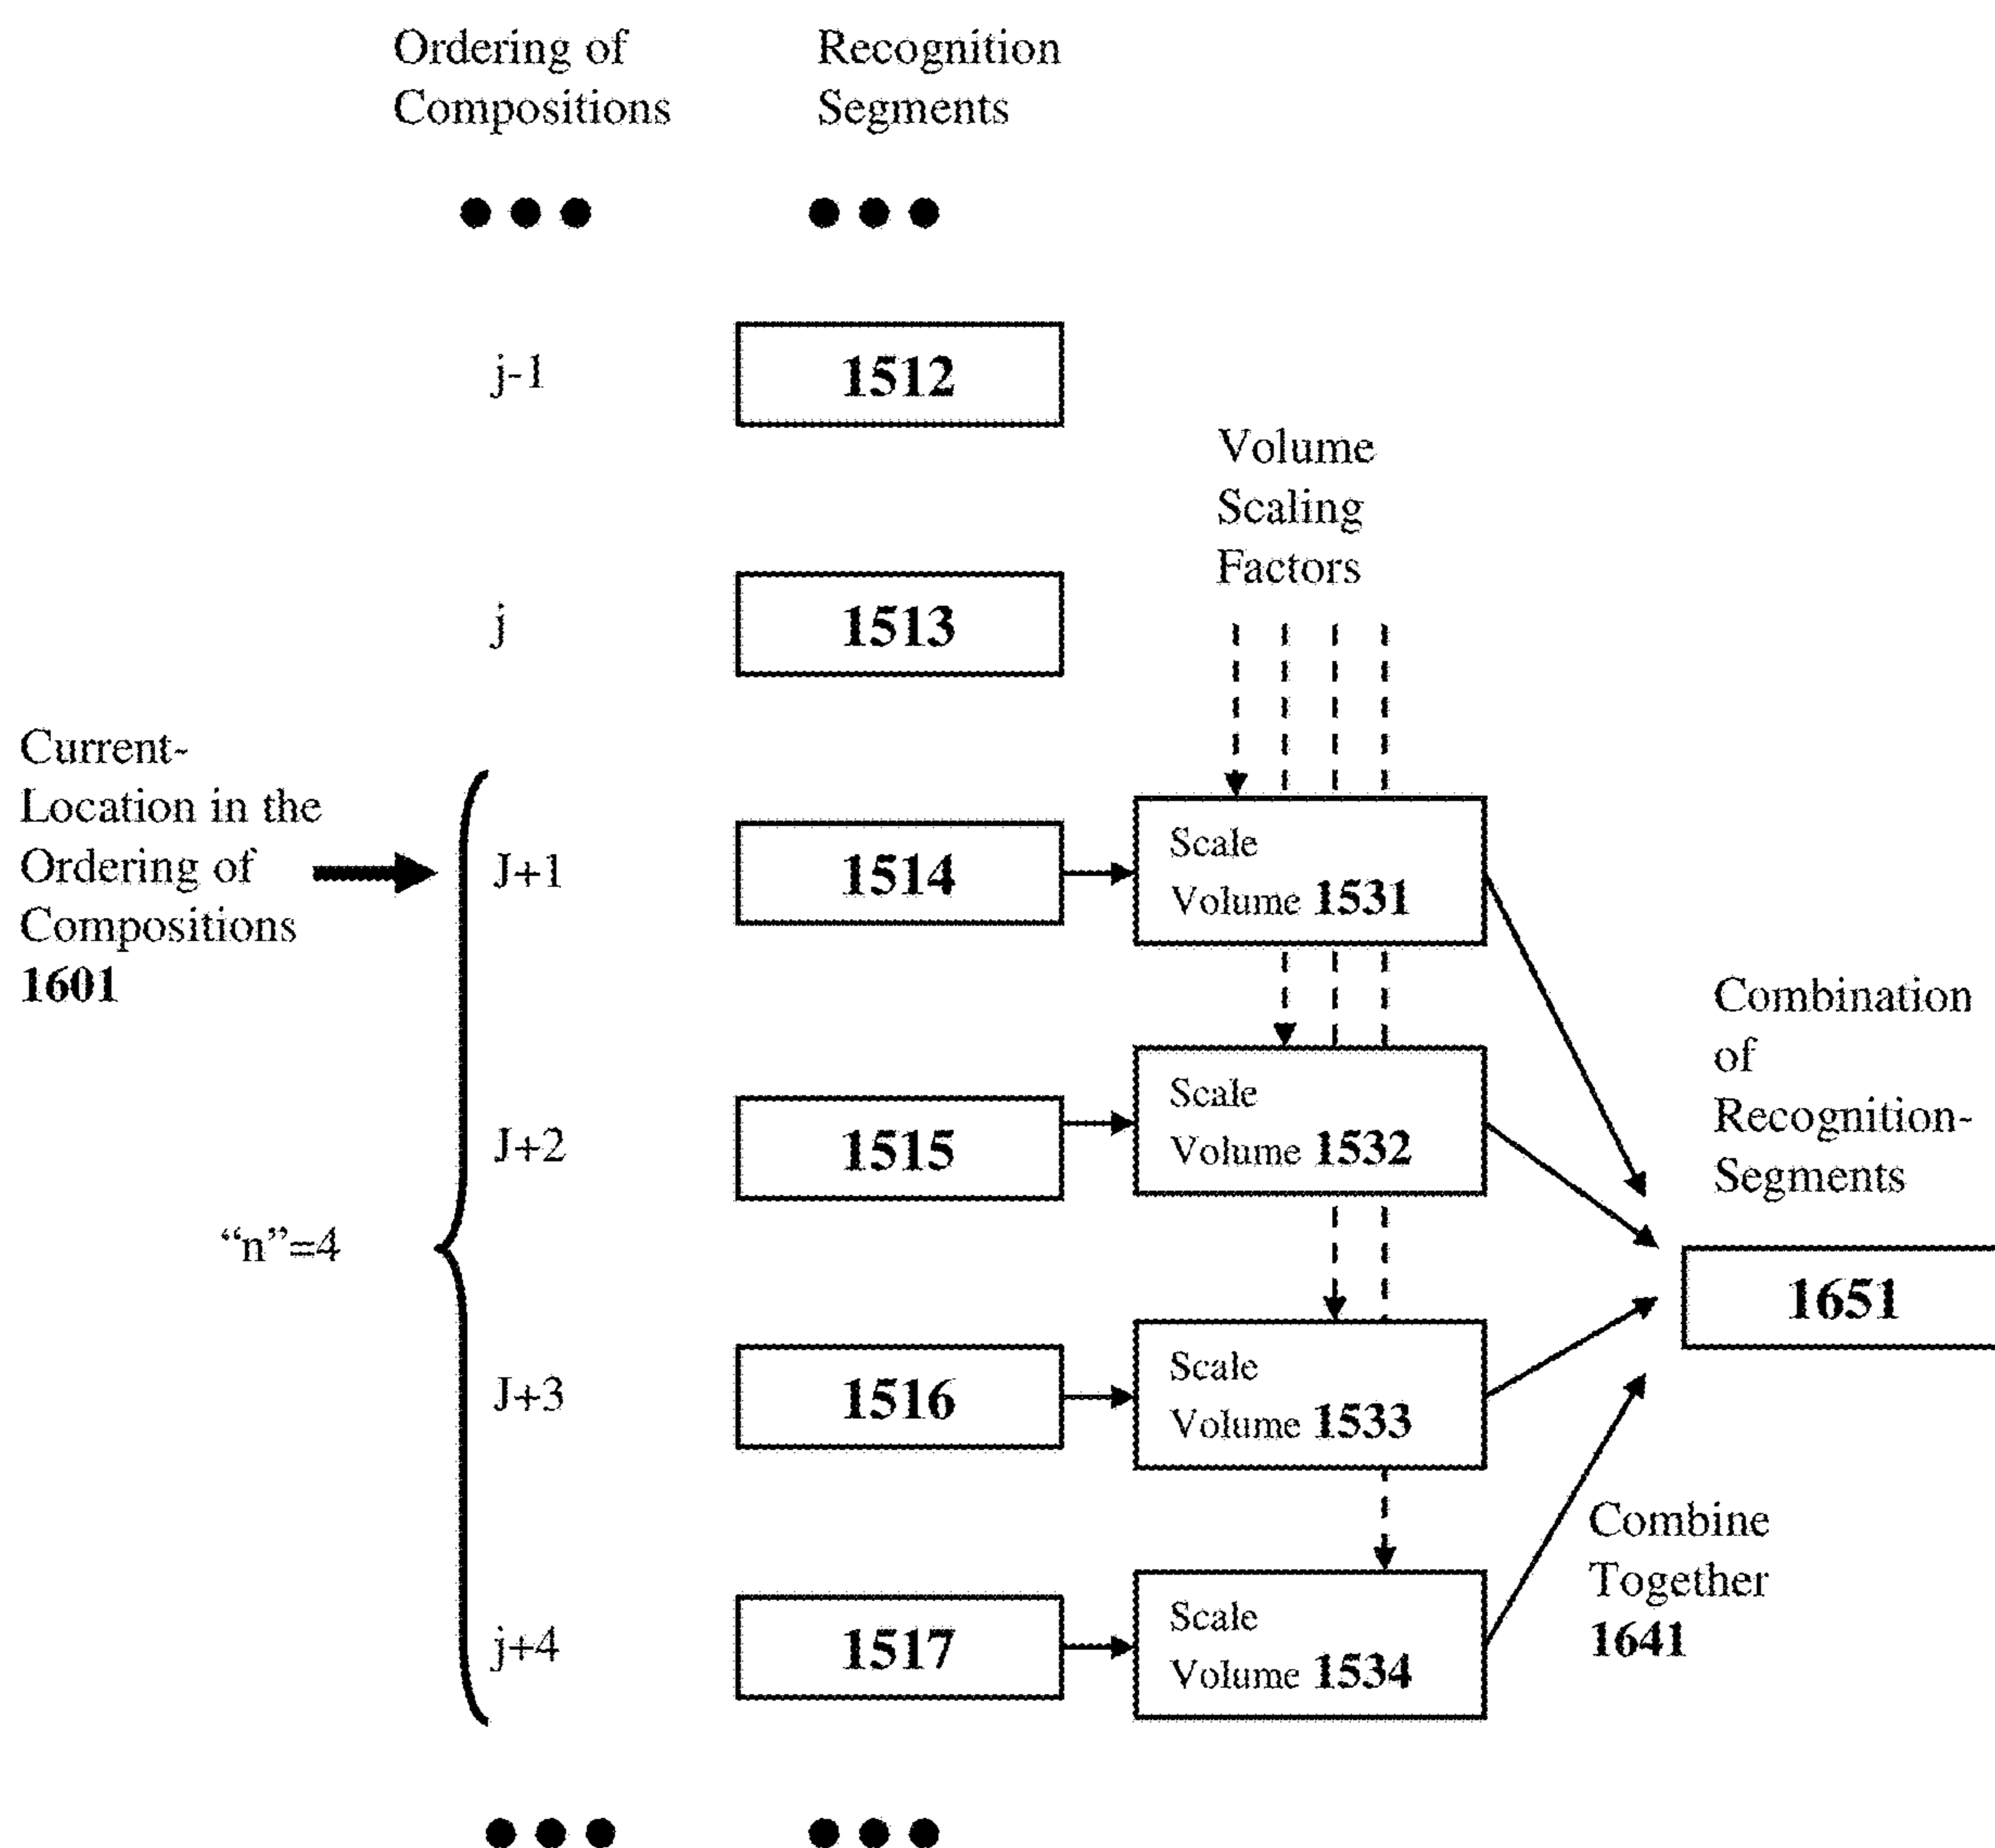 Ordering of
Compositions
Recognition
Segments
j-1
1512
Volume
Scaling
Factors
j
1513
Current-
Location in the
Ordering of
Compositions
1601
J+1
1514
Scale
Volume 1531
J+2
1515
Scale
Volume 1532
Combination
of
Recognition-
Segments
"n"=4
1651
J+3
1516
Scale
Volume 1533
Combine
Together
1641
j+4
1517
Scale
Volume 1534